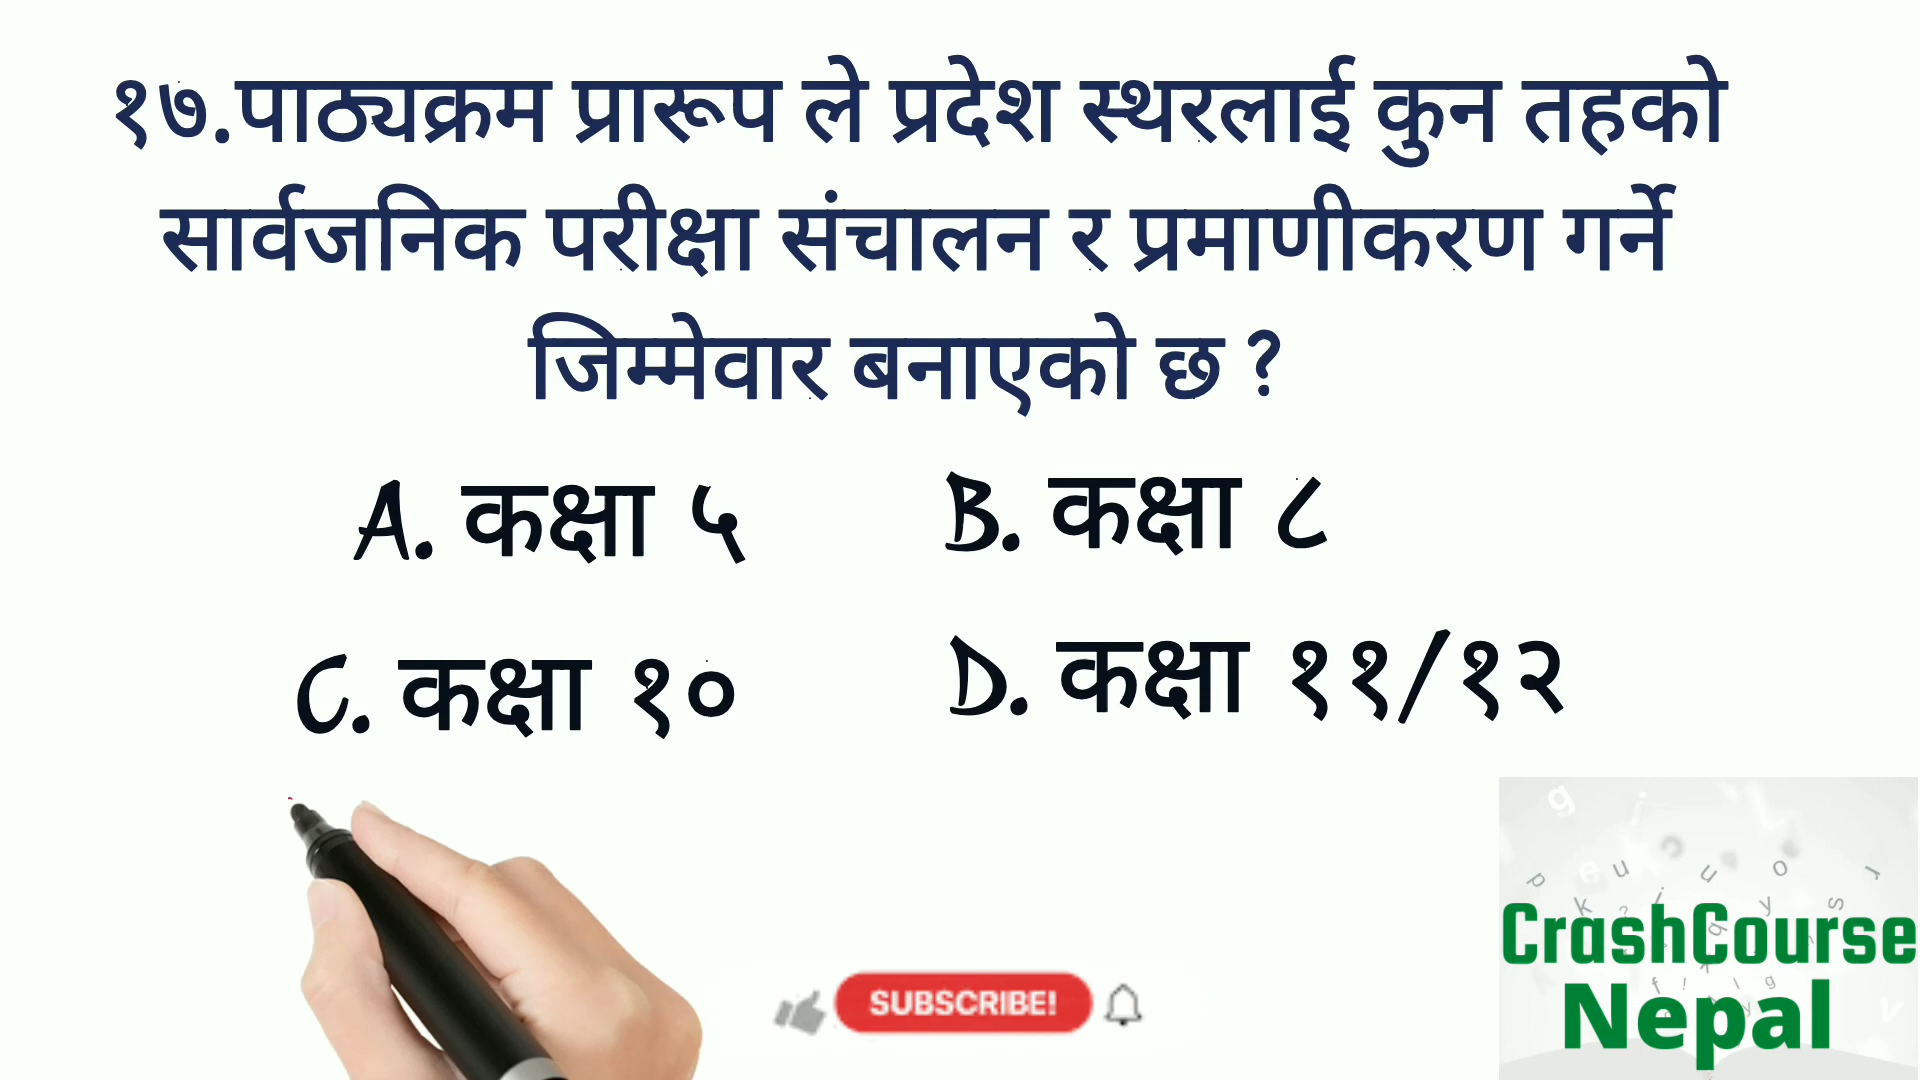 १७.पाठ्यक्रम प्रारूप ले प्रदेश स्थरलाई कुन तहको
सार्वजनिक परीक्षा संचालन र प्रमाणीकरण गर्ने
जिम्मेवार बनाएको छ ?
A. कक्षा ५
B. कक्षा ८
C. कक्षा १०
D. कक्षा ११/१२
SUBSCRIBE!
CrashCourse
Nepal